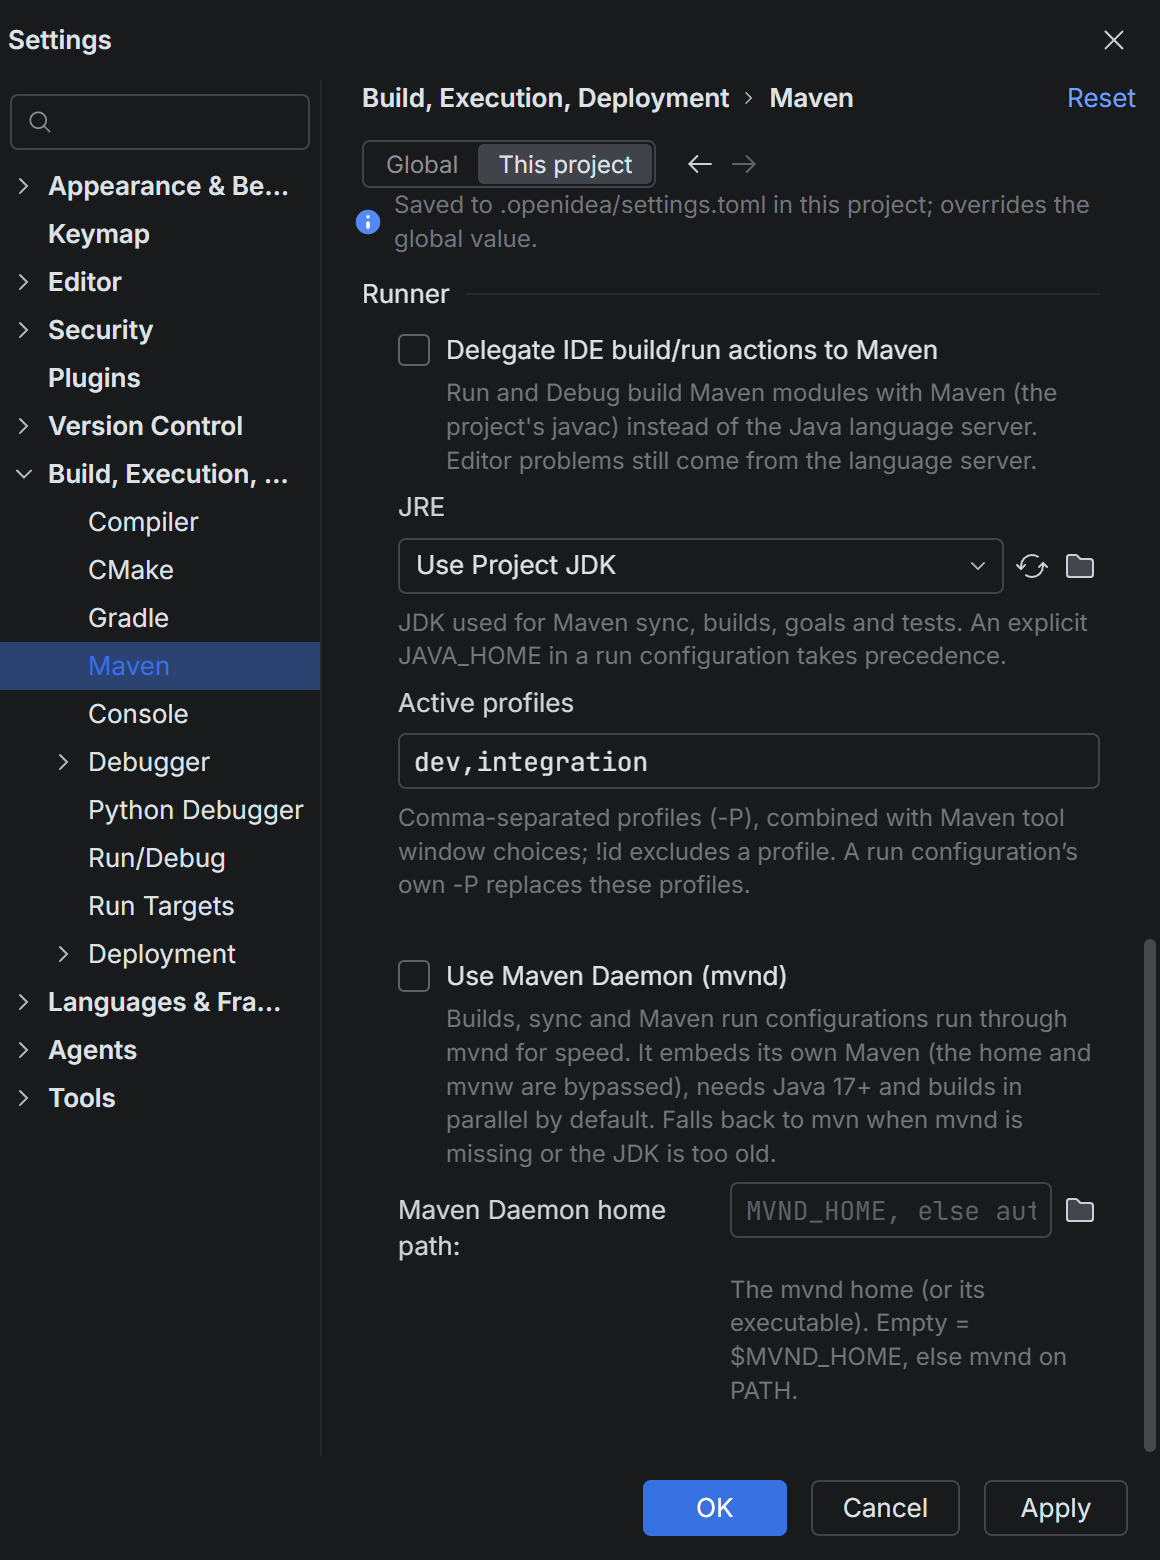 Settings
Build, Execution, Deployment › Maven
Reset
Global
This project
Saved to .openidea/settings.toml in this project; overrides the
global value.
Appearance & Be...
Keymap
Editor
Security
Plugins
Version Control
Build, Execution, ...
Compiler
CMake
Gradle
Maven
Console
Debugger
Python Debugger
Run/Debug
Run Targets
Deployment
Languages & Fra...
Agents
Tools
Runner
Delegate IDE build/run actions to Maven
Run and Debug build Maven modules with Maven (the
project's javac) instead of the Java language server.
Editor problems still come from the language server.
JRE
Use Project JDK
JDK used for Maven sync, builds, goals and tests. An explicit
JAVA_HOME in a run configuration takes precedence.
Active profiles
dev,integration
Comma-separated profiles (-P), combined with Maven tool
window choices; !id excludes a profile. A run configuration’s
own -P replaces these profiles.
Use Maven Daemon (mvnd)
Builds, sync and Maven run configurations run through
mvnd for speed. It embeds its own Maven (the home and
mvnw are bypassed), needs Java 17+ and builds in
parallel by default. Falls back to mvn when mvnd is
missing or the JDK is too old.
Maven Daemon home
path:
MVND_HOME, else aut
The mvnd home (or its
executable). Empty =
$MVND_HOME, else mvnd on
PATH.
OK
Cancel
Apply